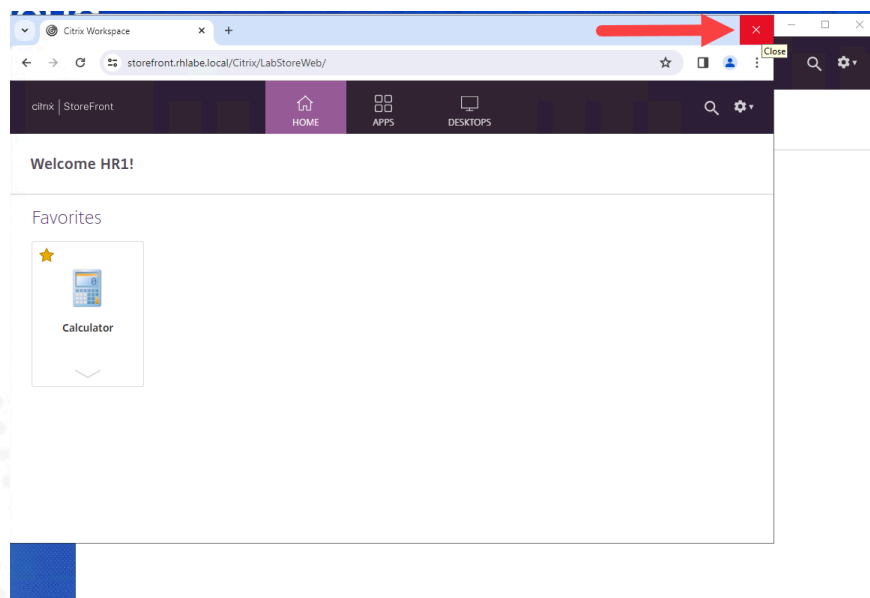 Citrix Workspace
Close
storefront.rhlabe.local/Citrix/LabStoreWeb/
citrix | StoreFront
HOME
APPS
DESKTOPS
Welcome HR1!
Favorites
Calculator